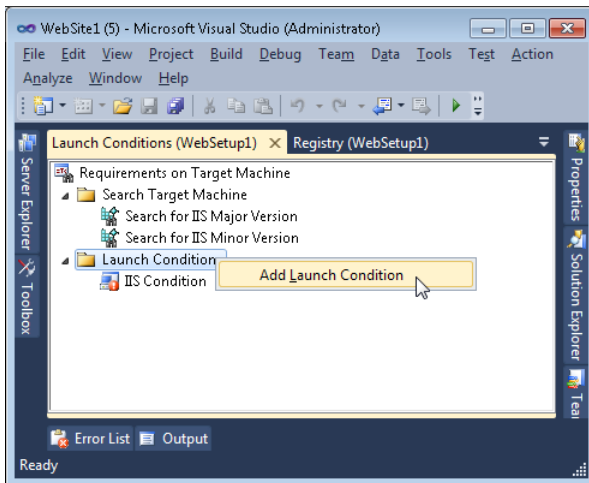 WebSite1 (5) - Microsoft Visual Studio (Administrator)
File Edit View Project Build Debug Team Data Tools Test Action
Analyze Window Help
Launch Conditions (WebSetup1) Registry (WebSetup1)
Requirements on Target Machine
Search Target Machine
Search for IIS Major Version
Search for IIS Minor Version
Launch Condition
Add Launch Condition
IIS Condition
Server Explorer
Toolbox
Properties
Solution Explorer
Tea
Error List Output
Ready